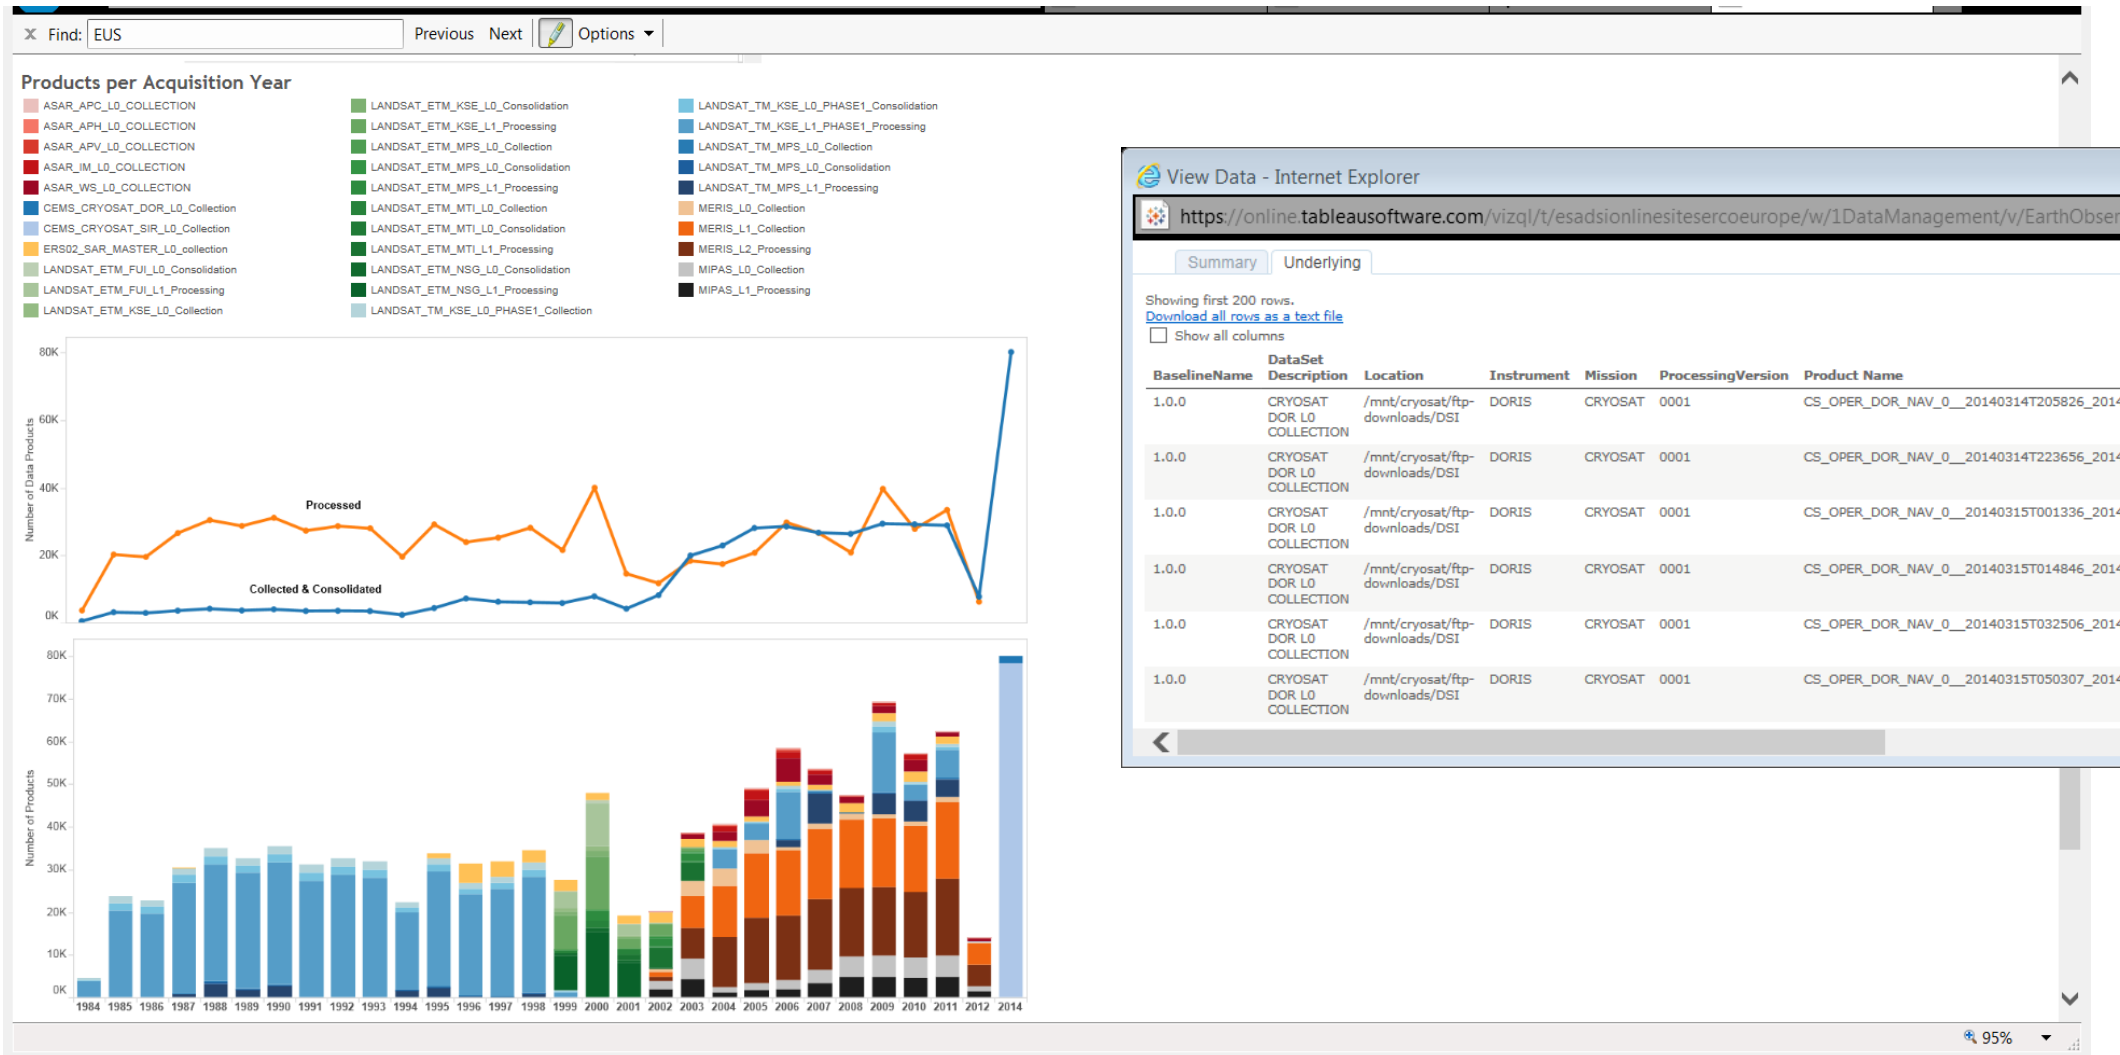 x Find: EUS Previous Next Options
Products per Acquisition Year
ASAR_APC_L0_COLLECTION
ASAR_APH_L0_COLLECTION
ASAR_APV_L0_COLLECTION
ASAR_IM_L0_COLLECTION
ASAR_WS_L0_COLLECTION
CEMS_CRYOSAT_DOR_L0_Collection
CEMS_CRYOSAT_SIR_L0_Collection
ERS02_SAR_MASTER_L0_collection
LANDSAT_ETM_FUI_L0_Consolidation
LANDSAT_ETM_FUI_L1_Processing
LANDSAT_ETM_KSE_L0_Collection
LANDSAT_ETM_KSE_L0_Consolidation
LANDSAT_ETM_KSE_L1_Processing
LANDSAT_ETM_MPS_L0_Collection
LANDSAT_ETM_MPS_L0_Consolidation
LANDSAT_ETM_MPS_L1_Processing
LANDSAT_ETM_MTI_L0_Collection
LANDSAT_ETM_MTI_L0_Consolidation
LANDSAT_ETM_MTI_L1_Processing
LANDSAT_ETM_NSG_L0_Consolidation
LANDSAT_ETM_NSG_L1_Processing
LANDSAT_TM_KSE_L0_PHASE1_Collection
LANDSAT_TM_KSE_L0_PHASE1_Consolidation
LANDSAT_TM_KSE_L1_PHASE1_Processing
LANDSAT_TM_MPS_L0_Collection
LANDSAT_TM_MPS_L0_Consolidation
LANDSAT_TM_MPS_L1_Processing
MERIS_L0_Collection
MERIS_L1_Collection
MERIS_L2_Processing
MIPAS_L0_Collection
MIPAS_L1_Processing
80K
60K
40K
20K
0K
Number of Data Products
Processed
Collected & Consolidated
80K
70K
60K
50K
40K
30K
20K
10K
0K
Number of Products
1984 1985 1986 1987 1988 1989 1990 1991 1992 1993 1994 1995 1996 1997 1998 1999 2000 2001 2002 2003 2004 2005 2006 2007 2008 2009 2010 2011 2012 2014
View Data - Internet Explorer
https://online.tableausoftware.com/vizql/t/esadsionlinesitesercoeurope/w/1DataManagement/v/EarthObser
Summary Underlying
Showing first 200 rows.
Download all rows as a text file
Show all columns
BaselineName DataSet Description Location Instrument Mission ProcessingVersion Product Name
1.0.0 CRYOSAT /mnt/cryosat/ftp- DORIS CRYOSAT 0001 CS_OPER_DOR_NAV_0__20140314T205826_2014
DOR L0 downloads/DSI
COLLECTION
1.0.0 CRYOSAT /mnt/cryosat/ftp- DORIS CRYOSAT 0001 CS_OPER_DOR_NAV_0__20140314T223656_2014
DOR L0 downloads/DSI
COLLECTION
1.0.0 CRYOSAT /mnt/cryosat/ftp- DORIS CRYOSAT 0001 CS_OPER_DOR_NAV_0__20140315T001336_2014
DOR L0 downloads/DSI
COLLECTION
1.0.0 CRYOSAT /mnt/cryosat/ftp- DORIS CRYOSAT 0001 CS_OPER_DOR_NAV_0__20140315T014846_2014
DOR L0 downloads/DSI
COLLECTION
1.0.0 CRYOSAT /mnt/cryosat/ftp- DORIS CRYOSAT 0001 CS_OPER_DOR_NAV_0__20140315T032506_2014
DOR L0 downloads/DSI
COLLECTION
1.0.0 CRYOSAT /mnt/cryosat/ftp- DORIS CRYOSAT 0001 CS_OPER_DOR_NAV_0__20140315T050307_2014
DOR L0 downloads/DSI
COLLECTION
95%